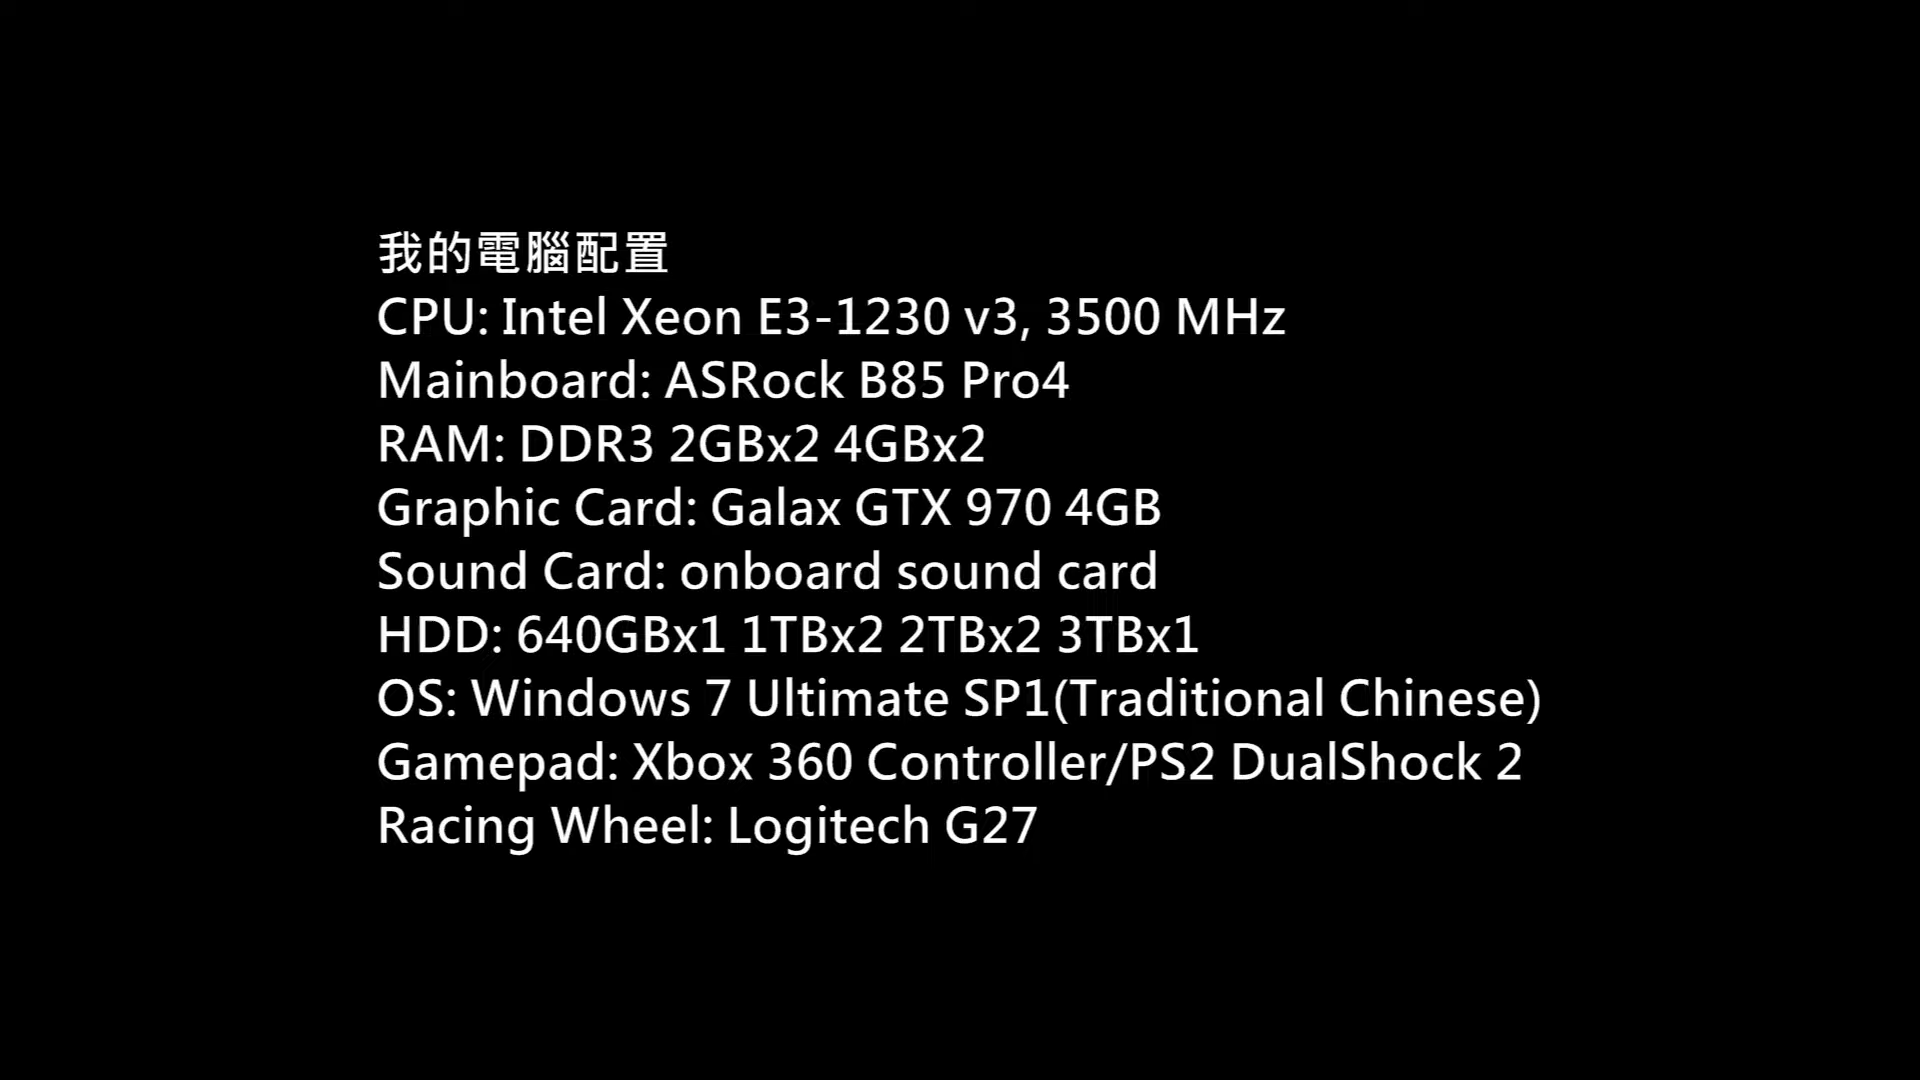 我的電腦配置
CPU: Intel Xeon E3-1230 v3, 3500 MHz
Mainboard: ASRock B85 Pro4
RAM: DDR3 2GBx2 4GBx2
Graphic Card: Galax GTX 970 4GB
Sound Card: onboard sound card
HDD: 640GBx1 1TBx2 2TBx2 3TBx1
OS: Windows 7 Ultimate SP1(Traditional Chinese)
Gamepad: Xbox 360 Controller/PS2 DualShock 2
Racing Wheel: Logitech G27